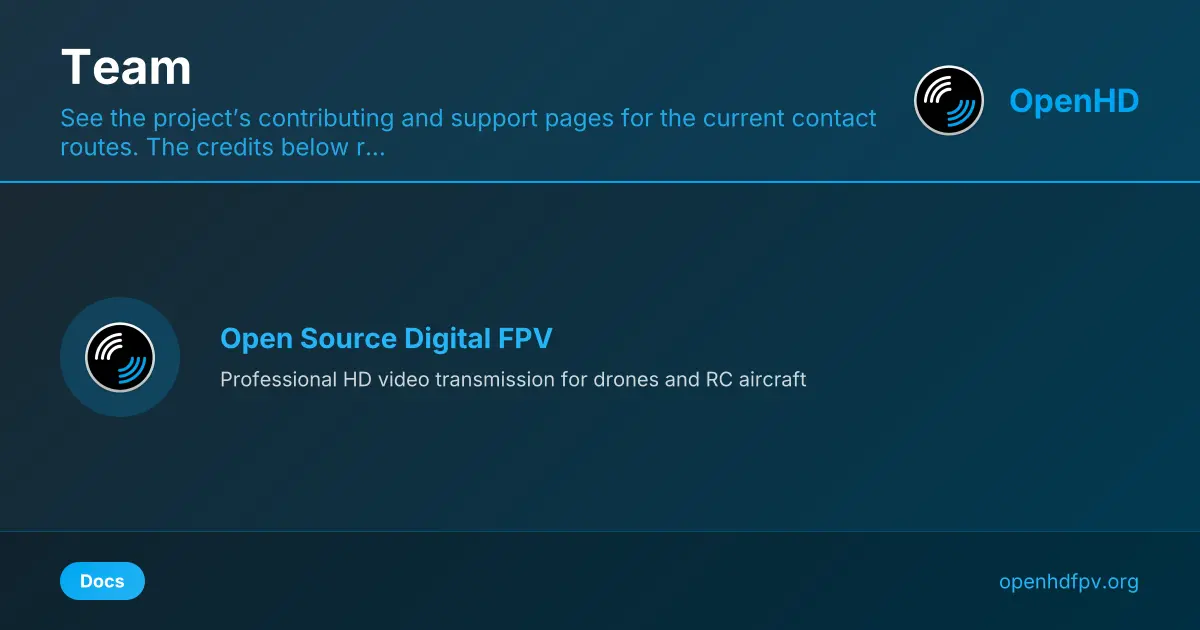 Team
See the project’s contributing and support pages for the current contact
routes. The credits below r...
OpenHD
Open Source Digital FPV
Professional HD video transmission for drones and RC aircraft
Docs
openhdfpv.org